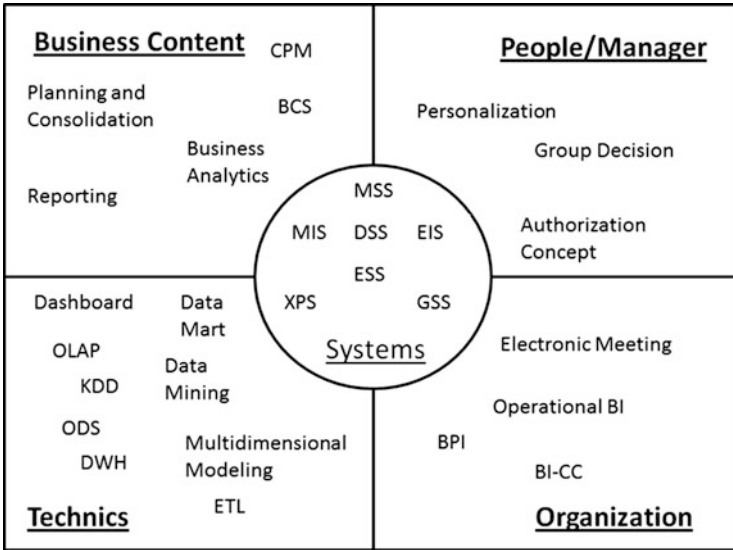 Business Content
CPM
Planning and
Consolidation
BCS
Business
Analytics
Reporting
People/Manager
Personalization
Group Decision
Authorization
Concept
MSS
MIS DSS EIS
ESS
XPS GSS
Systems
Dashboard
Data
Mart
OLAP
Data
Mining
KDD
ODS
DWH
Multidimensional
Modeling
ETL
Technics
Electronic Meeting
Operational BI
BPI
BI-CC
Organization